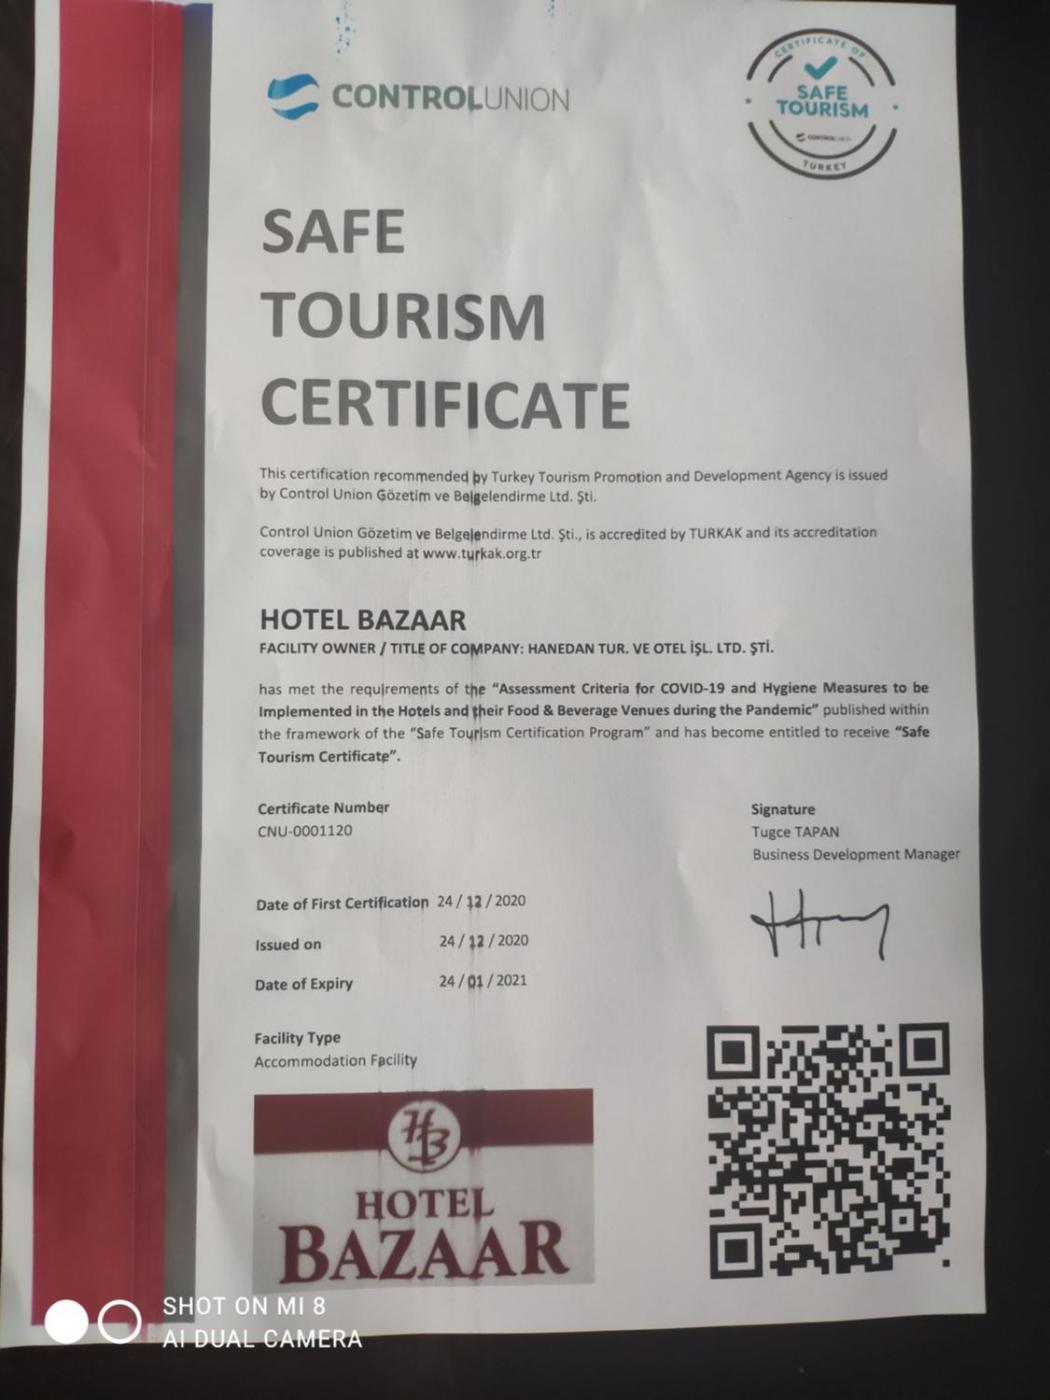 CONTROLUNION
CERTIFICATE OF
SAFE
TOURISM
CONTROLUNION
TURKEY
SAFE
TOURISM
CERTIFICATE
This certification recommended by Turkey Tourism Promotion and Development Agency is issued
by Control Union Gözetim ve Belgelendirme Ltd. Şti.
Control Union Gözetim ve Belgelendirme Ltd. Şti., is accredited by TURKAK and its accreditation
coverage is published at www.turkak.org.tr
HOTEL BAZAAR
FACILITY OWNER / TITLE OF COMPANY: HANEDAN TUR. VE OTEL İŞL. LTD. ŞTİ.
has met the requirements of the “Assessment Criteria for COVID-19 and Hygiene Measures to be
Implemented in the Hotels and their Food & Beverage Venues during the Pandemic” published within
the framework of the “Safe Tourism Certification Program” and has become entitled to receive “Safe
Tourism Certificate”.
Certificate Number
CNU-0001120
Signature
Tugce TAPAN
Business Development Manager
Date of First Certification 24 / 12 / 2020
Issued on 24 / 12 / 2020
Date of Expiry 24 / 01 / 2021
Facility Type
Accommodation Facility
HB
HOTEL
BAZAAR
SHOT ON MI 8
AI DUAL CAMERA